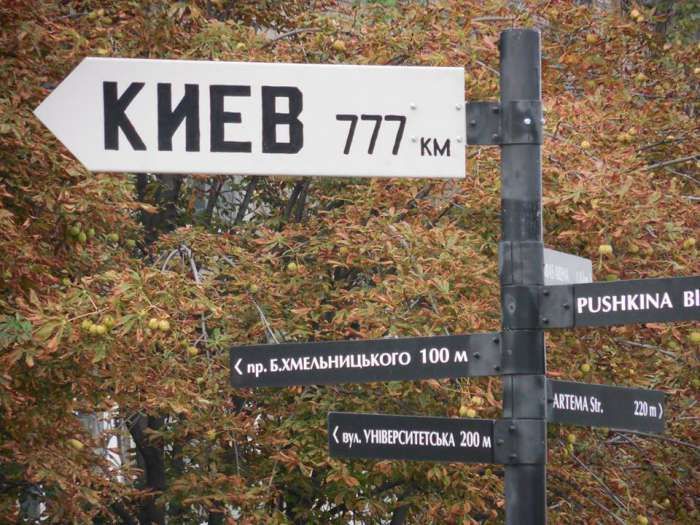 КИЕВ 777 КМ
PUSHKINA
< пр. Б.ХМЕЛЬНИЦЬКОГО 100 м
ARTEMA Str. 220 м >
< вул. УНІВЕРСИТЕТСЬКА 200 м